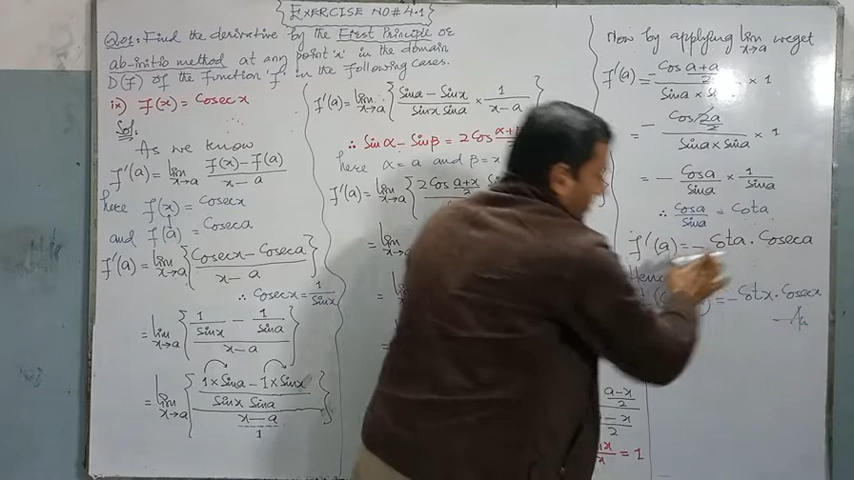 EXERCISE NO# 4.1
Q.01: Find the derivative by the First Principle or
ab-initio method at any point 'x' in the domain
D(f) of the function 'f' in the following cases.
ix) f(x) = Cosec x
Sol:
As we know
f'(a) = lim x→a f(x) - f(a) / x - a
here f(x) = Cosec x
and f(a) = Cosec a
f'(a) = lim x→a { Cosec x - Cosec a / x - a }
∴ Cosec x = 1 / Sin x
= lim x→a { 1/Sin x - 1/Sin a / x - a }
= lim x→a { 1 × Sin a - 1 × Sin x / Sin x Sin a / x - a / 1 }
f'(a) = lim x→a { Sin a - Sin x / Sin x Sin a × 1 / x - a }
∴ Sin α - Sin β = 2 Cos
here α = a and β = x
f'(a) = lim x→a { 2 Cos a+x / 2
= lim x→a
= l
= l
a - x / 2
- x / 2
= 1
Now by applying lim x→a we get
f'(a) = - Cos a+a / 2 / Sin a × × 1
= - Cos 2a / 2 / Sin a × Sin a × 1
= - Cos a / Sin a × 1 / Sin a
∴ Cos a / Sin a = Cot a
f'(a) = - Cot a . Cosec a
Henc
= - Cot x . Cosec x